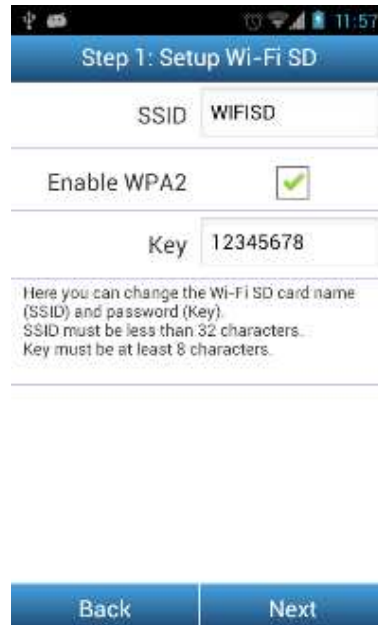 11:57
Step 1: Setup Wi-Fi SD
SSID WIFISD
Enable WPA2
Key 12345678
Here you can change the Wi-Fi SD card name
(SSID) and password (Key).
SSID must be less than 32 characters.
Key must be at least 8 characters.
Back Next